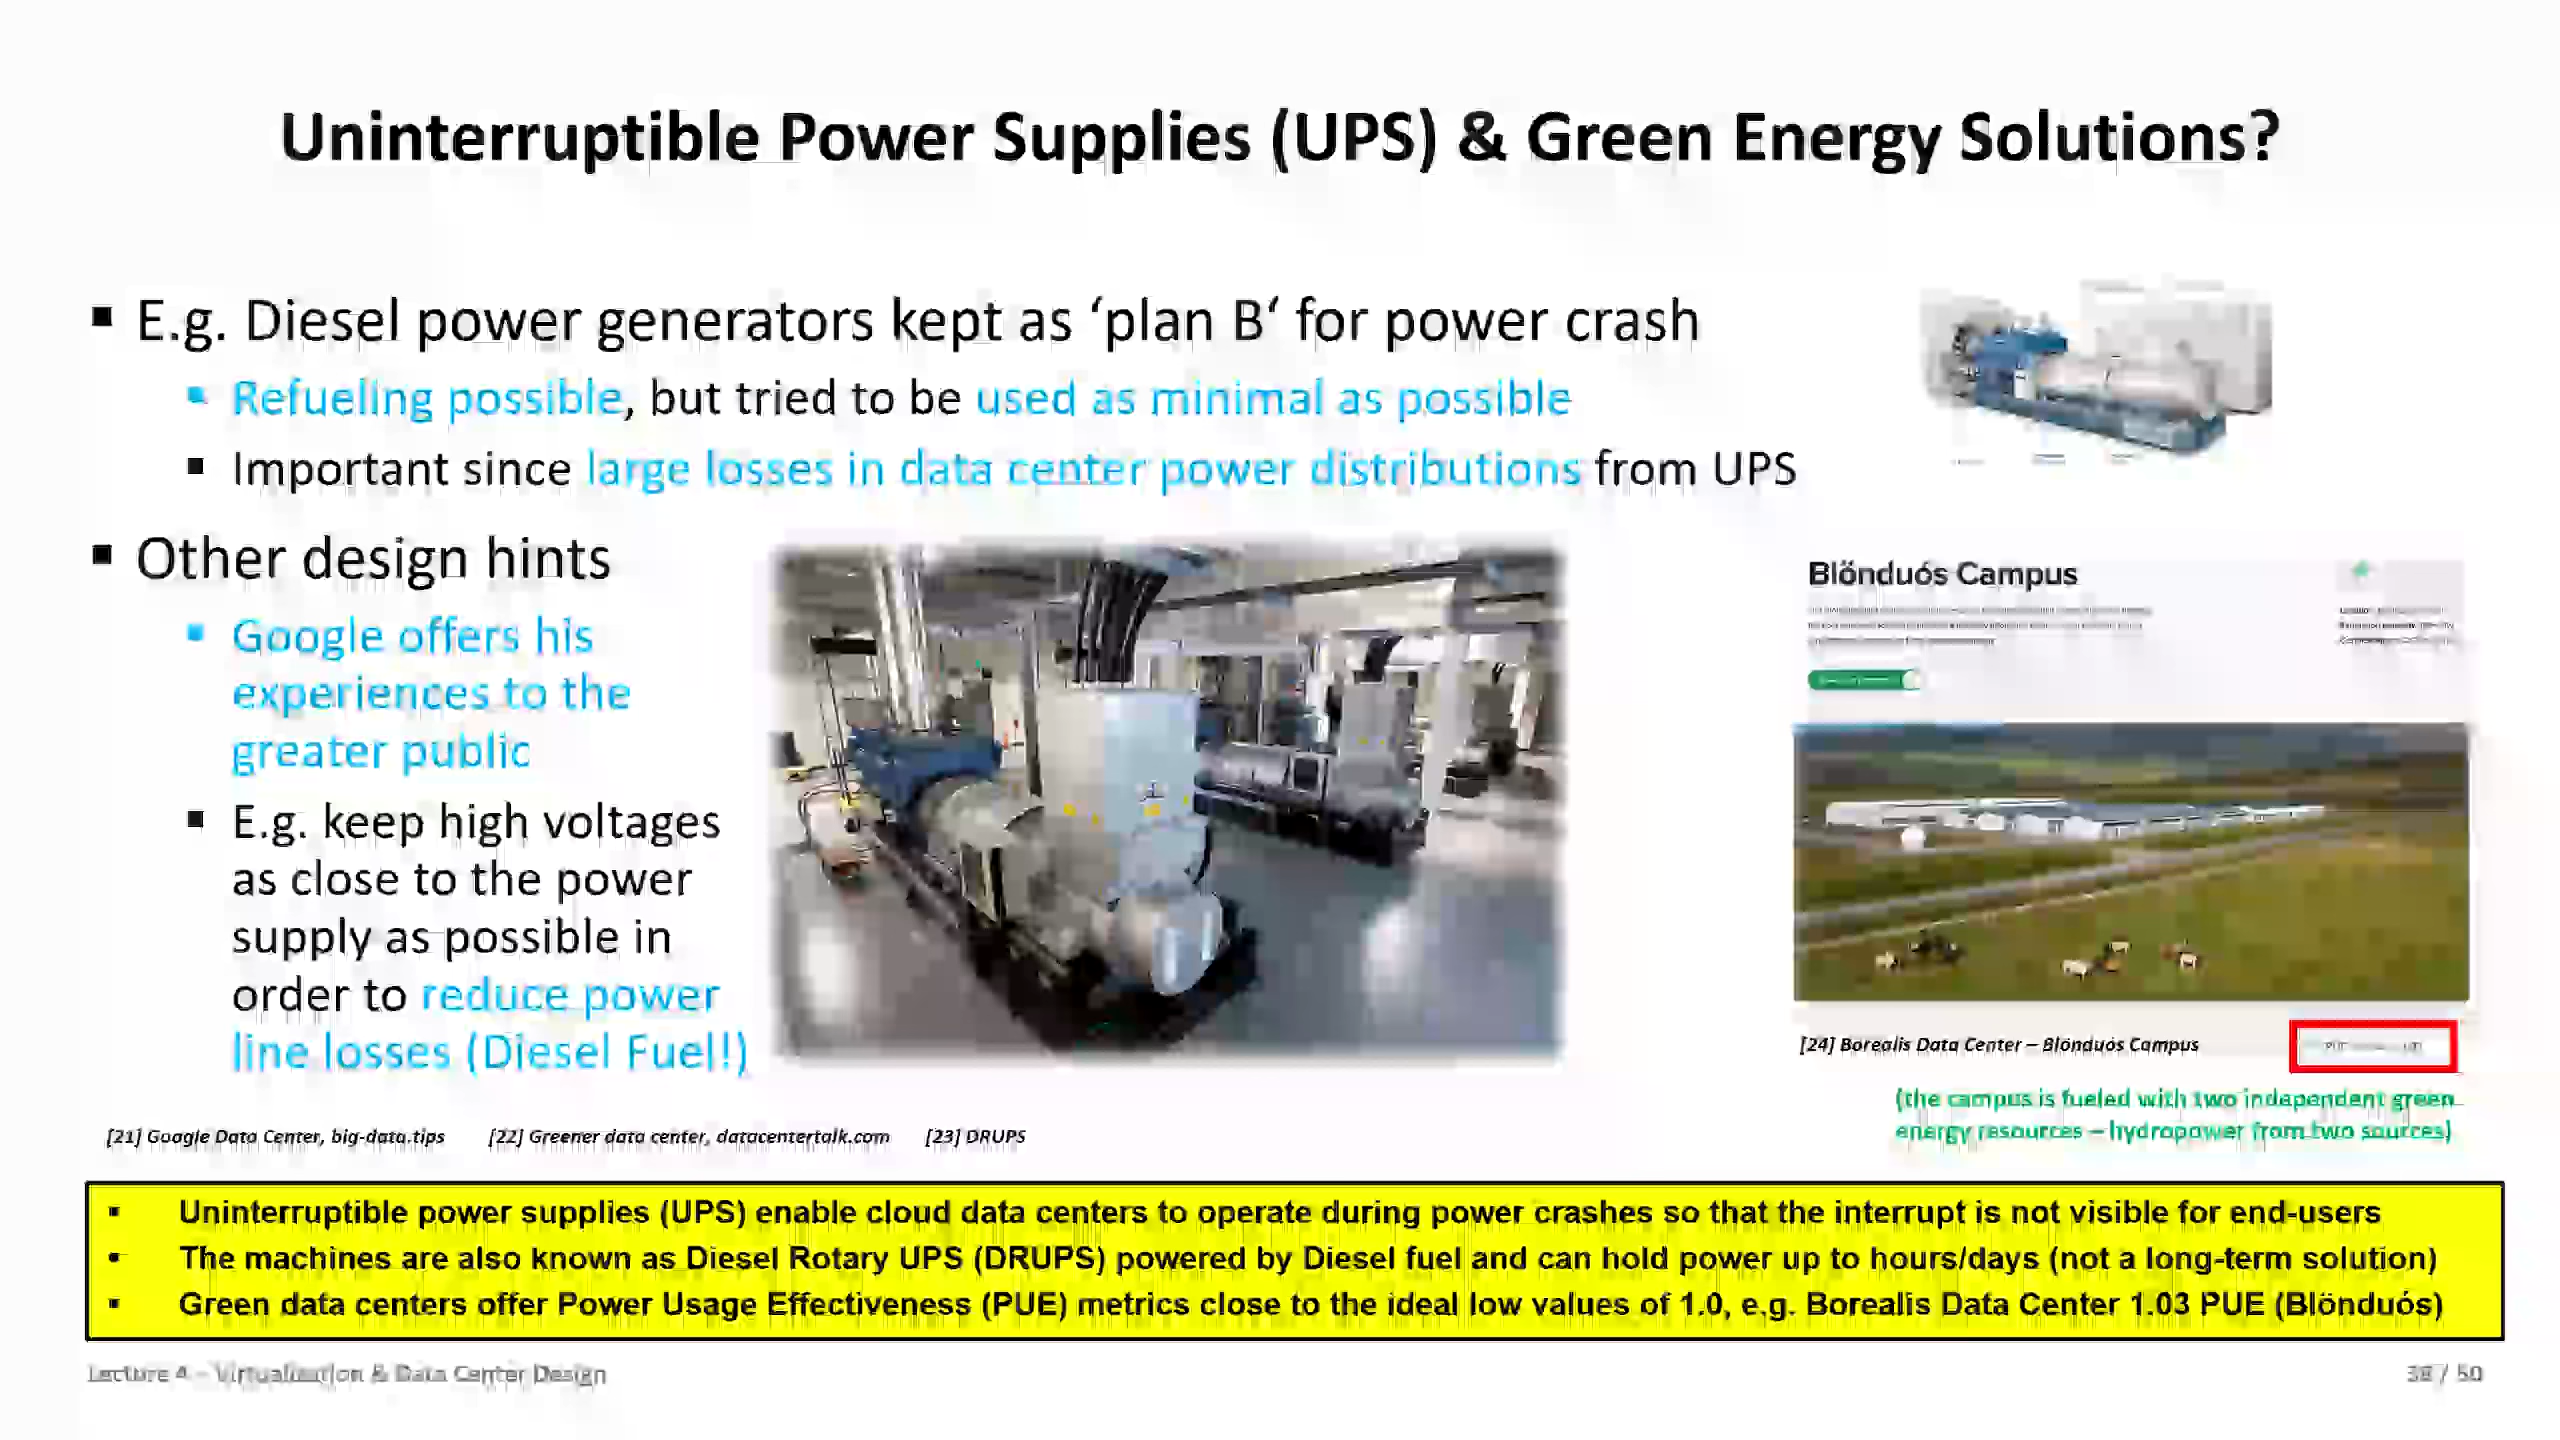 Uninterruptible Power Supplies (UPS) & Green Energy Solutions?
▪ E.g. Diesel power generators kept as ‘plan B‘ for power crash
▪ Refueling possible, but tried to be used as minimal as possible
▪ Important since large losses in data center power distributions from UPS
▪ Other design hints
▪ Google offers his
experiences to the
greater public
▪ E.g. keep high voltages
as close to the power
supply as possible in
order to reduce power
line losses (Diesel Fuel!)
Blönduós Campus
[24] Borealis Data Center – Blönduós Campus
(the campus is fueled with two independent green
energy resources – hydropower from two sources)
[21] Google Data Center, big-data.tips [22] Greener data center, datacentertalk.com [23] DRUPS
▪ Uninterruptible power supplies (UPS) enable cloud data centers to operate during power crashes so that the interrupt is not visible for end-users
▪ The machines are also known as Diesel Rotary UPS (DRUPS) powered by Diesel fuel and can hold power up to hours/days (not a long-term solution)
▪ Green data centers offer Power Usage Effectiveness (PUE) metrics close to the ideal low values of 1.0, e.g. Borealis Data Center 1.03 PUE (Blönduós)
Lecture 4 – Virtualization & Data Center Design
38 / 50